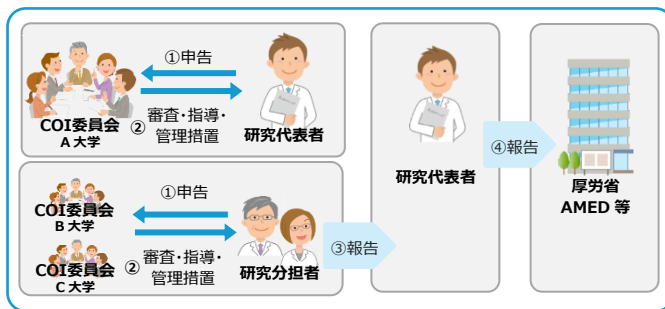 ①申告
②
審査・指導・
管理措置
COI委員会
A 大学
研究代表者
①申告
②
審査・指導・
管理措置
COI委員会
B 大学
COI委員会
C 大学
研究分担者
③報告
研究代表者
④報告
厚労省
AMED 等